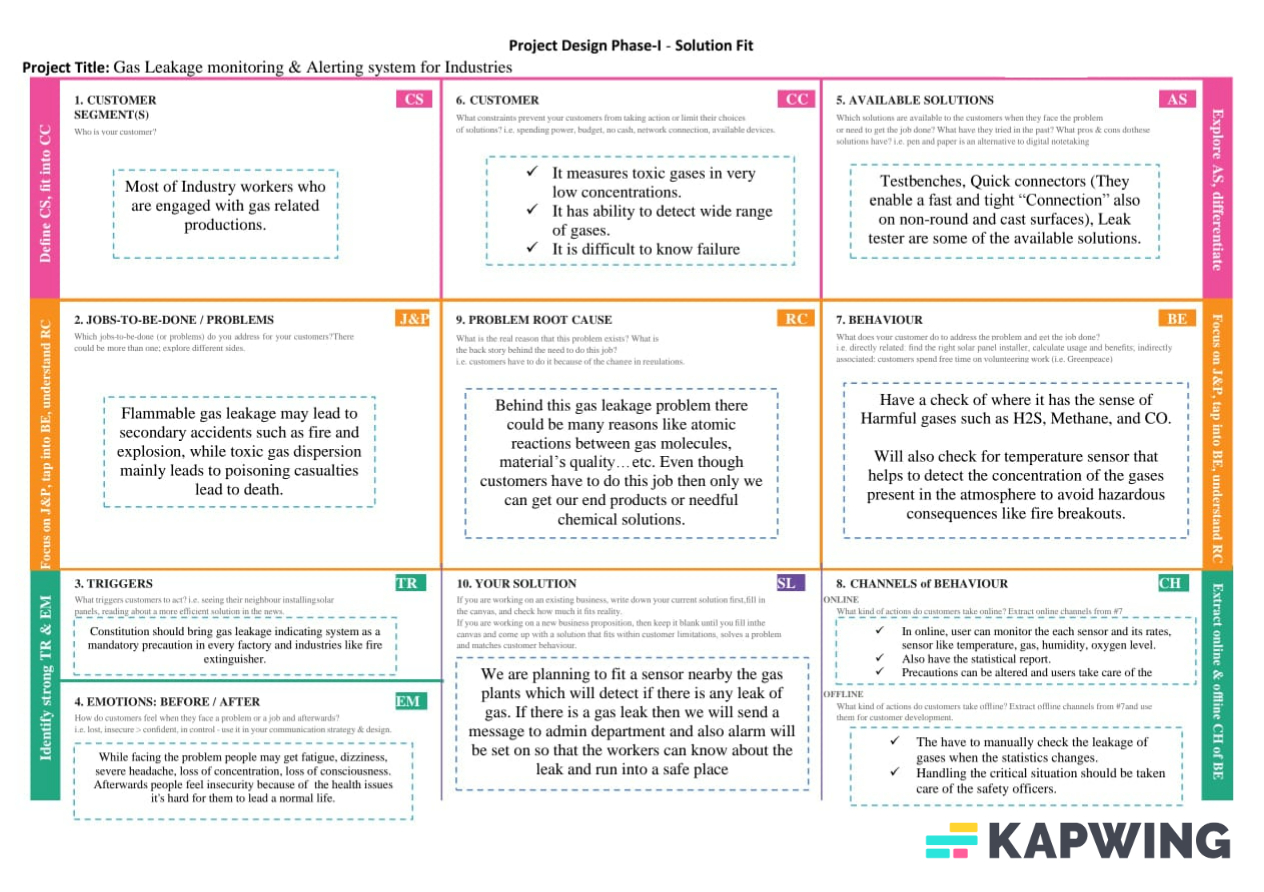 Project Design Phase-I - Solution Fit
Project Title: Gas Leakage monitoring & Alerting system for Industries
Define CS, fit into CC
1. CUSTOMER
SEGMENT(S)
CS
Who is your customer?
Most of Industry workers who
are engaged with gas related
productions.
6. CUSTOMER
CC
What constraints prevent your customers from taking action or limit their choices
of solutions? i.e. spending power, budget, no cash, network connection, available devices.
✓ It measures toxic gases in very
low concentrations.
✓ It has ability to detect wide range
of gases.
✓ It is difficult to know failure
5. AVAILABLE SOLUTIONS
AS
Which solutions are available to the customers when they face the problem
or need to get the job done? What have they tried in the past? What pros & cons dothese
solutions have? i.e. pen and paper is an alternative to digital notetaking
Testbenches, Quick connectors (They
enable a fast and tight “Connection” also
on non-round and cast surfaces), Leak
tester are some of the available solutions.
Explore AS, differentiate
Focus on J&P, tap into BE, understand RC
2. JOBS-TO-BE-DONE / PROBLEMS
J&P
Which jobs-to-be-done (or problems) do you address for your customers?There
could be more than one; explore different sides.
Flammable gas leakage may lead to
secondary accidents such as fire and
explosion, while toxic gas dispersion
mainly leads to poisoning casualties
lead to death.
9. PROBLEM ROOT CAUSE
RC
What is the real reason that this problem exists? What is
the back story behind the need to do this job?
i.e. customers have to do it because of the change in regulations.
Behind this gas leakage problem there
could be many reasons like atomic
reactions between gas molecules,
material’s quality…etc. Even though
customers have to do this job then only we
can get our end products or needful
chemical solutions.
7. BEHAVIOUR
BE
What does your customer do to address the problem and get the job done?
i.e. directly related: find the right solar panel installer, calculate usage and benefits; indirectly
associated: customers spend free time on volunteering work (i.e. Greenpeace)
Have a check of where it has the sense of
Harmful gases such as H2S, Methane, and CO.
Will also check for temperature sensor that
helps to detect the concentration of the gases
present in the atmosphere to avoid hazardous
consequences like fire breakouts.
Focus on J&P, tap into BE, understand RC
Identify strong TR & EM
3. TRIGGERS
TR
What triggers customers to act? i.e. seeing their neighbour installingsolar
panels, reading about a more efficient solution in the news.
Constitution should bring gas leakage indicating system as a
mandatory precaution in every factory and industries like fire
extinguisher.
4. EMOTIONS: BEFORE / AFTER
EM
How do customers feel when they face a problem or a job and afterwards?
i.e. lost, insecure > confident, in control - use it in your communication strategy & design.
While facing the problem people may get fatigue, dizziness,
severe headache, loss of concentration, loss of consciousness.
Afterwards people feel insecurity because of the health issues
it's hard for them to lead a normal life.
10. YOUR SOLUTION
SL
If you are working on an existing business, write down your current solution first,fill in
the canvas, and check how much it fits reality.
If you are working on a new business proposition, then keep it blank until you fill inthe
canvas and come up with a solution that fits within customer limitations, solves a problem
and matches customer behaviour.
We are planning to fit a sensor nearby the gas
plants which will detect if there is any leak of
gas. If there is a gas leak then we will send a
message to admin department and also alarm will
be set on so that the workers can know about the
leak and run into a safe place
8. CHANNELS of BEHAVIOUR
CH
ONLINE
What kind of actions do customers take online? Extract online channels from #7
✓ In online, user can monitor the each sensor and its rates,
sensor like temperature, gas, humidity, oxygen level.
✓ Also have the statistical report.
✓ Precautions can be altered and users take care of the
OFFLINE
What kind of actions do customers take offline? Extract offline channels from #7and use
them for customer development.
✓ The have to manually check the leakage of
gases when the statistics changes.
✓ Handling the critical situation should be taken
care of the safety officers.
Extract online & offline CH of BE
KAPWING